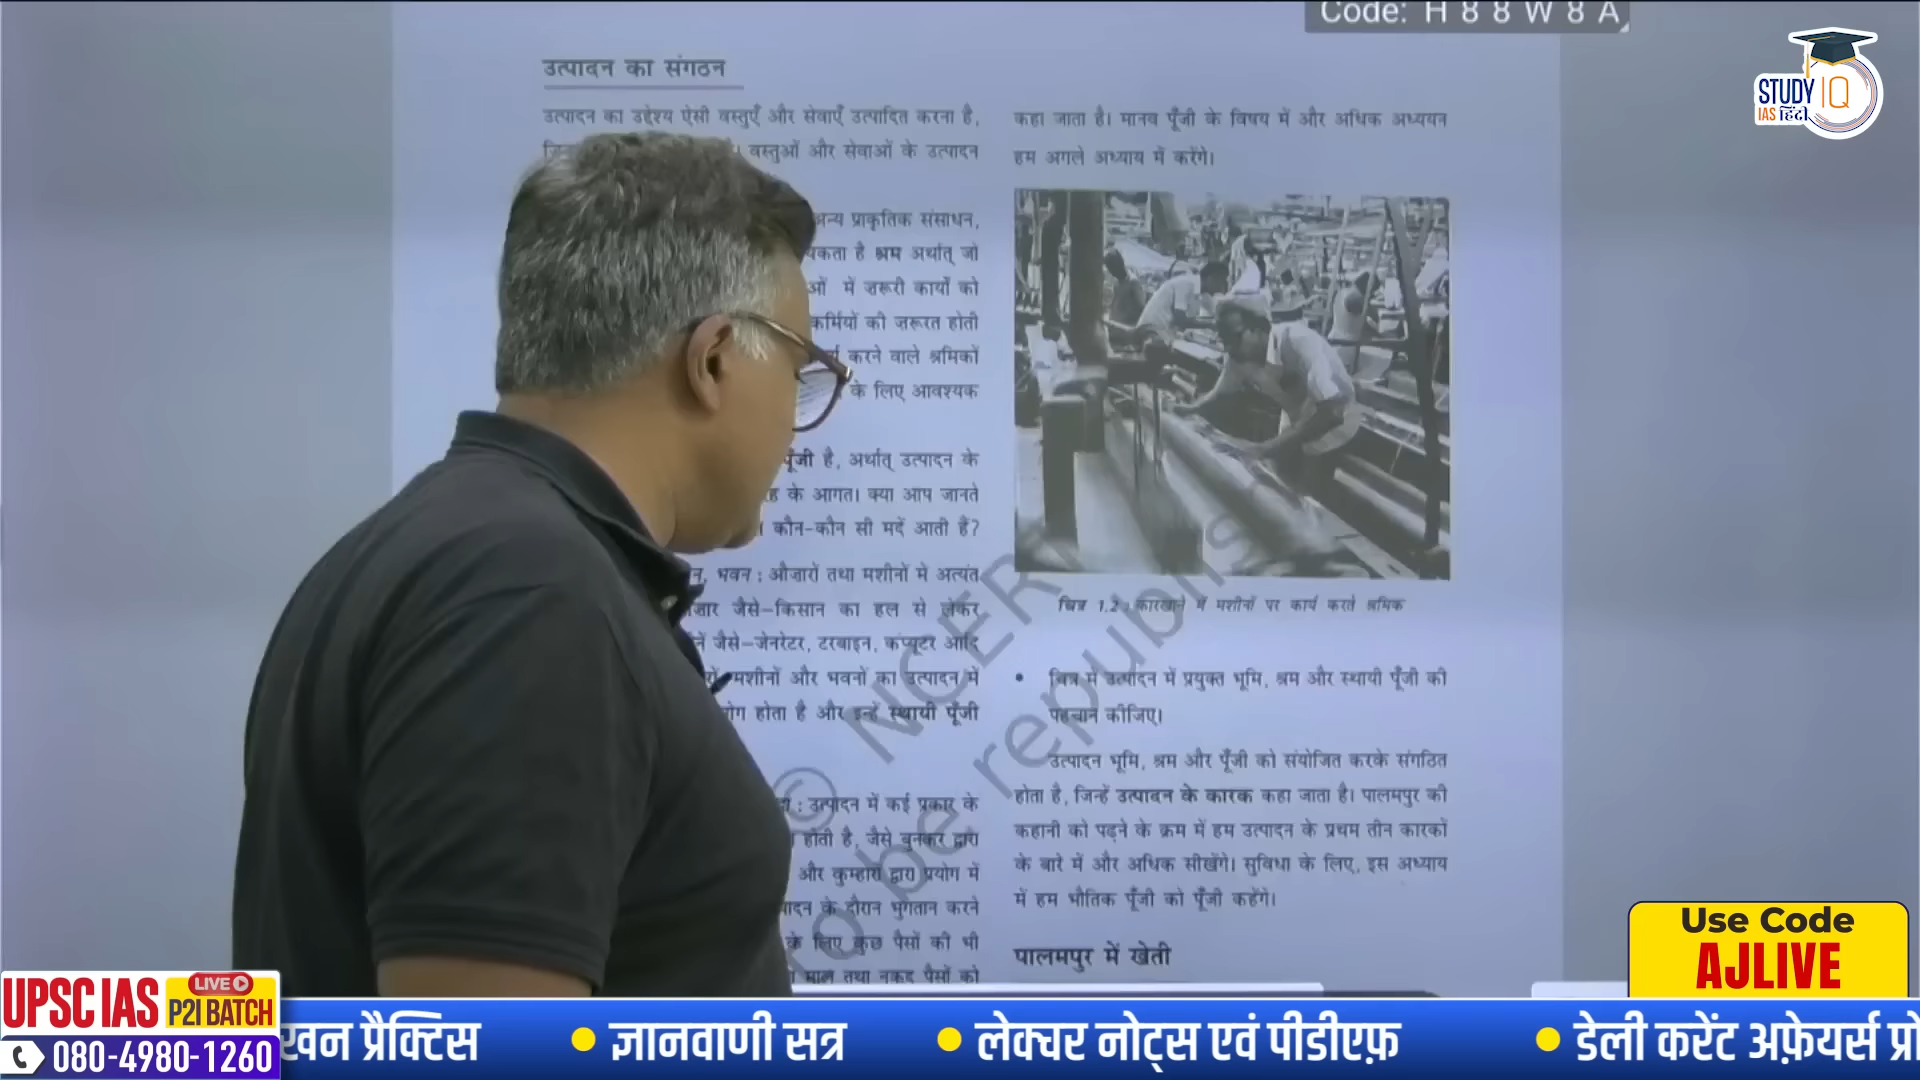 Code: H 8 8 W 8 A
STUDY IQ
IAS हिंदी
उत्पादन का संगठन
उत्पादन का उद्देश्य ऐसी वस्तुएँ और सेवाएँ उत्पादित करना है,
। वस्तुओं और सेवाओं के उत्पादन
अन्य प्राकृतिक संसाधन,
है श्रम अर्थात् जो
में ज़रूरी कार्यों को
कर्मियों की ज़रूरत होती
करने वाले श्रमिकों
के लिए आवश्यक
पूँजी है, अर्थात् उत्पादन के
के आगत। क्या आप जानते
कौन-कौन सी मदें आती हैं?
भवन : औज़ारों तथा मशीनों में अत्यंत
जैसे-किसान का हल से लेकर
जैसे-जेनरेटर, टरबाइन, कंप्यूटर आदि
मशीनों और भवनों का उत्पादन में
होता है और इन्हें स्थायी पूँजी
: उत्पादन में कई प्रकार के
होती है, जैसे बुनकर द्वारा
और कुम्हारों द्वारा प्रयोग में
के दौरान भुगतान करने
के लिए कुछ पैसों की भी
माल तथा नकद पैसों को
कहा जाता है। मानव पूँजी के विषय में और अधिक अध्ययन
हम अगले अध्याय में करेंगे।
चित्र 1.2 : कारखाने में मशीनों पर कार्य करते श्रमिक
• चित्र में उत्पादन में प्रयुक्त भूमि, श्रम और स्थायी पूँजी की
पहचान कीजिए।
उत्पादन भूमि, श्रम और पूँजी को संयोजित करके संगठित
होता है, जिन्हें उत्पादन के कारक कहा जाता है। पालमपुर की
कहानी को पढ़ने के क्रम में हम उत्पादन के प्रथम तीन कारकों
के बारे में और अधिक सीखेंगे। सुविधा के लिए, इस अध्याय
में हम भौतिक पूँजी को पूँजी कहेंगे।
पालमपुर में खेती
© NCERT
to be republis
Use Code
AJLIVE
UPSC IAS LIVE
P2I BATCH
080-4980-1260
खन प्रैक्टिस ● ज्ञानवाणी सत्र ● लेक्चर नोट्स एवं पीडीएफ़ ● डेली करेंट अफ़ेयर्स प्रो